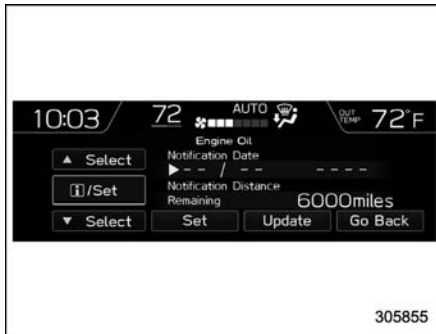 10:03 72 AUTO OUT TEMP 72°F
Engine Oil
▲ Select
Notification Date
▶-- / -- ----
i/Set
Notification Distance
Remaining 6000miles
▼ Select Set Update Go Back
305855